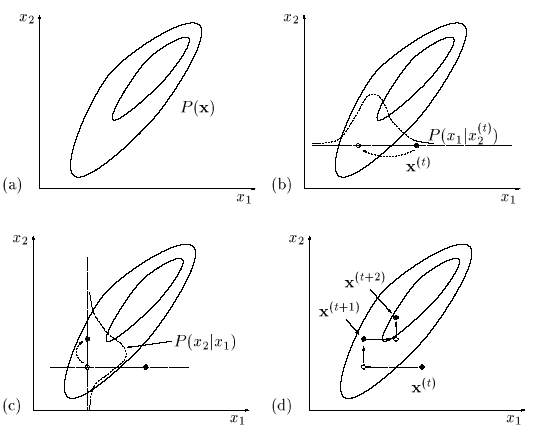 x₂
P(x)
(a)
x₁
x₂
P(x₁|x₂⁽ᵗ⁾)
x⁽ᵗ⁾
(b)
x₁
x₂
P(x₂|x₁)
(c)
x₁
x₂
x⁽ᵗ⁺²⁾
x⁽ᵗ⁺¹⁾
x⁽ᵗ⁾
(d)
x₁